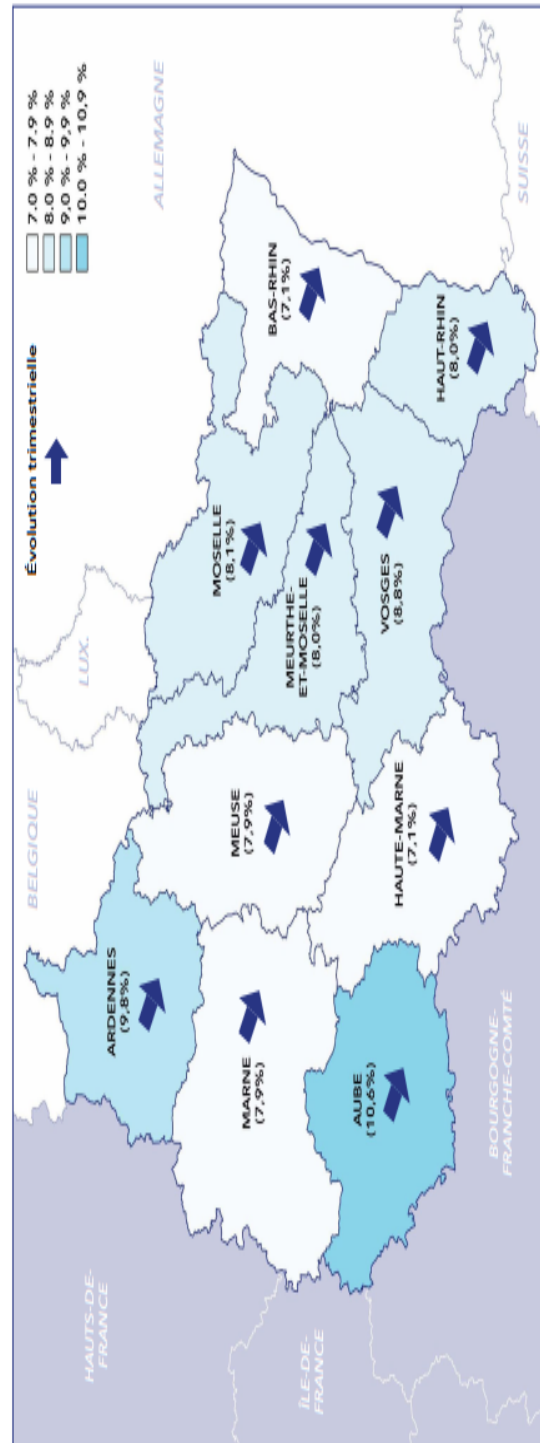 Évolution trimestrielle
7.0 % - 7.9 %
8.0 % - 8.9 %
9,0 % - 9,9 %
10.0 % - 10,9 %
BELGIQUE
LUX.
ALLEMAGNE
HAUTS-DE-
FRANCE
ARDENNES
(9,8%)
MEUSE
(7,9%)
MOSELLE
(8,1%)
BAS-RHIN
(7,1%)
MARNE
(7,9%)
MEURTHE-
ET-MOSELLE
(8,0%)
ÎLE-DE-
FRANCE
AUBE
(10,6%)
HAUTE-MARNE
(7,1%)
VOSGES
(8,8%)
HAUT-RHIN
(8,0%)
BOURGOGNE-
FRANCHE-COMTÉ
SUISSE